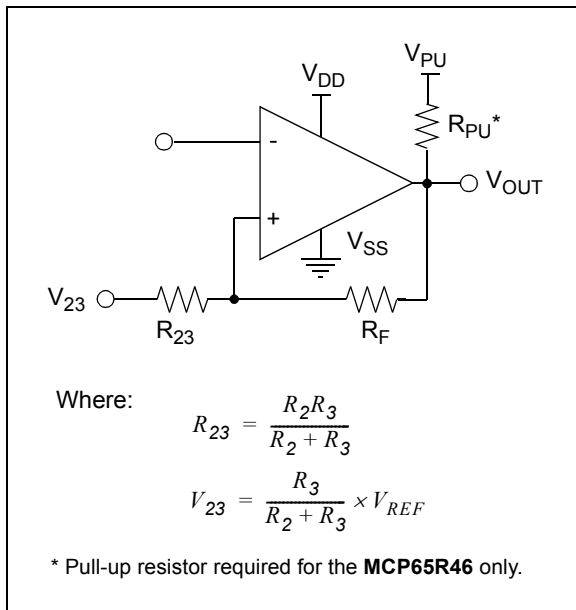 V_PU
V_DD
R_PU*
-
V_OUT
+
V_SS
V_23
R_23
R_F
Where:
R_23 = R_2R_3 / (R_2 + R_3)
V_23 = R_3 / (R_2 + R_3) × V_REF
* Pull-up resistor required for the MCP65R46 only.